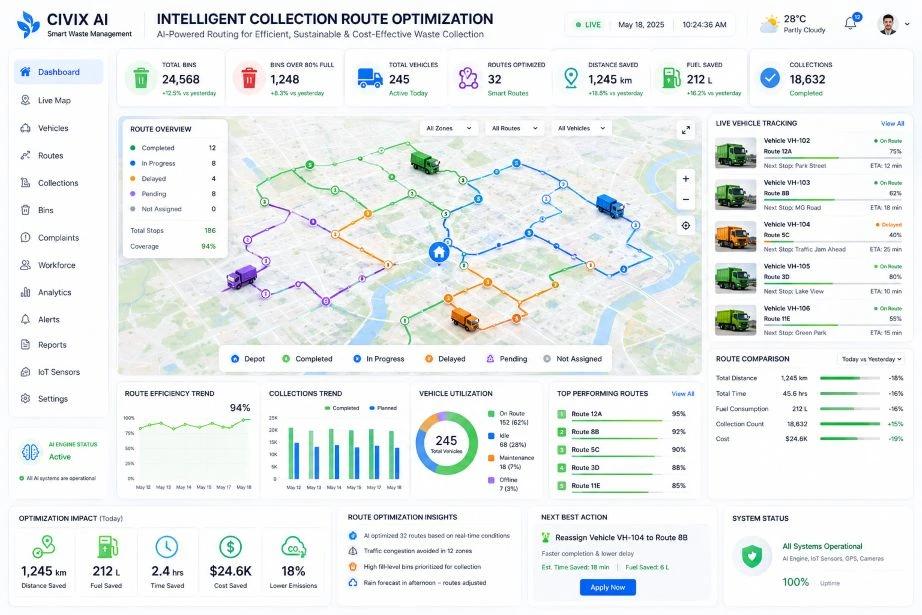 CIVIX AI
Smart Waste Management
INTELLIGENT COLLECTION ROUTE OPTIMIZATION
AI-Powered Routing for Efficient, Sustainable & Cost-Effective Waste Collection
LIVE
May 18, 2025
10:24:36 AM
28°C
Partly Cloudy
12
Dashboard
Live Map
Vehicles
Routes
Collections
Bins
Complaints
Workforce
Analytics
Alerts
Reports
IoT Sensors
Settings
AI ENGINE STATUS
Active
All AI systems are operational
TOTAL BINS
24,568
+12.5% vs yesterday
BINS OVER 80% FULL
1,248
+8.3% vs yesterday
TOTAL VEHICLES
245
Active Today
ROUTES OPTIMIZED
32
Smart Routes
DISTANCE SAVED
1,245 km
+18.8% vs yesterday
FUEL SAVED
212 L
+16.2% vs yesterday
COLLECTIONS
18,632
Completed
ROUTE OVERVIEW
Completed 12
In Progress 8
Delayed 4
Pending 8
Not Assigned 0
Total Stops 186
Coverage 94%
All Zones
All Routes
All Vehicles
+
−
Depot
Completed
In Progress
Delayed
Pending
Not Assigned
LIVE VEHICLE TRACKING
View All
Vehicle VH-102 On Route
Route 12A 75%
Next Stop: Park Street ETA: 12 min
Vehicle VH-103 On Route
Route 8B 62%
Next Stop: MG Road ETA: 18 min
Vehicle VH-104 Delayed
Route 5C 40%
Next Stop: Traffic Jam Ahead ETA: 25 min
Vehicle VH-105 On Route
Route 3D 80%
Next Stop: Lake View ETA: 10 min
Vehicle VH-106 On Route
Route 11E 55%
Next Stop: Green Park ETA: 15 min
ROUTE COMPARISON
Today vs Yesterday
Total Distance 1,245 km -18%
Total Time 45.6 hrs -16%
Fuel Consumption 212 L -16%
Collection Count 18,632 +15%
Cost $24.6K -19%
ROUTE EFFICIENCY TREND
94%
100%
75%
50%
25%
0%
May 12 May 13 May 15 May 16 May 17 May 18
COLLECTIONS TREND
Completed
Planned
25K
20K
15K
10K
5K
0
May 12 May 13 May 15 May 16 May 17 May 18
VEHICLE UTILIZATION
245
Total Vehicles
On Route
152 (62%)
Idle
68 (28%)
Maintenance
18 (7%)
Offline
7 (3%)
TOP PERFORMING ROUTES
View All
1 Route 12A 95%
2 Route 8B 92%
3 Route 5C 90%
4 Route 3D 88%
5 Route 11E 85%
OPTIMIZATION IMPACT (Today)
1,245 km
Distance Saved
212 L
Fuel Saved
2.4 hrs
Time Saved
$24.6K
Cost Saved
CO₂
18%
Lower Emissions
ROUTE OPTIMIZATION INSIGHTS
AI optimized 32 routes based on real-time conditions
Traffic congestion avoided in 12 zones
High fill-level bins prioritized for collection
Rain forecast in afternoon – routes adjusted
NEXT BEST ACTION
Reassign Vehicle VH-104 to Route 8B
Faster completion & lower delay
Est. Time Saved: 18 min | Fuel Saved: 6 L
Apply Now
SYSTEM STATUS
All Systems Operational
AI Engine, IoT Sensors, GPS, Cameras
100% Uptime